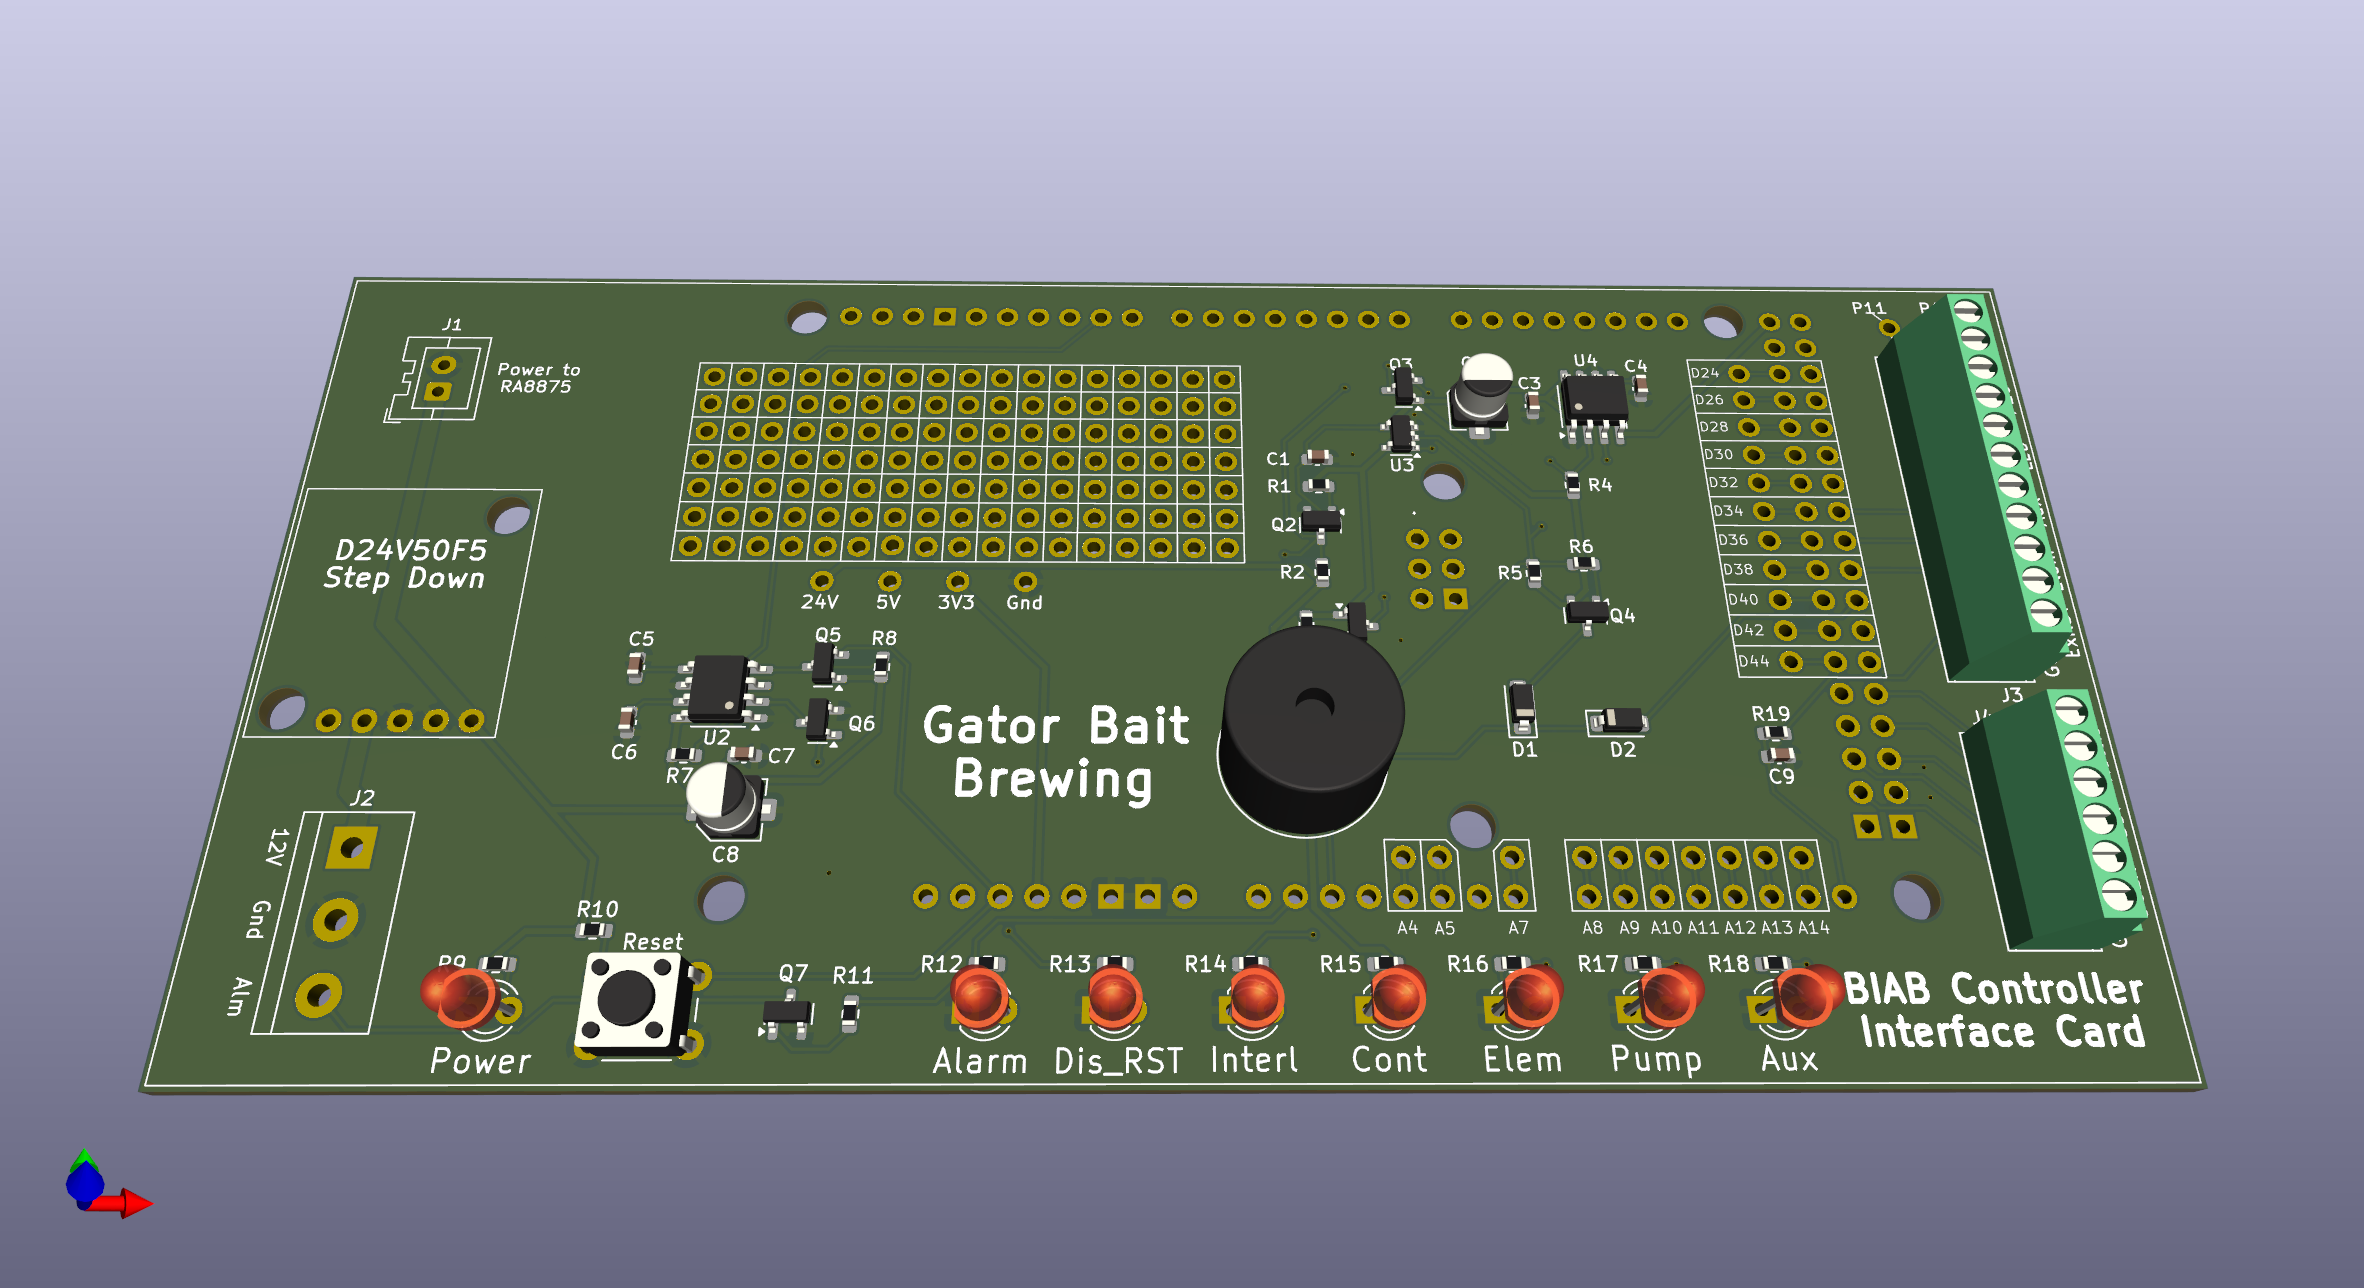 J1
Power to
RA8875
P11
Q3
U4
C4
C3
U3
C1
R1
Q2
R2
R4
R5
R6
Q4
D24
D26
D28
D30
D32
D34
D36
D38
D40
D42
D44
D24V50F5
Step Down
24V
5V
3V3
Gnd
C5
Q5
R8
C6
U2
Q6
R7
C7
C8
Gator Bait
Brewing
D1
D2
R19
C9
J3
J2
12V
Gnd
Alm
R10
Reset
R9
Q7
R11
R12
R13
R14
R15
R16
R17
R18
A4
A5
A7
A8
A9
A10
A11
A12
A13
A14
Power
Alarm
Dis_RST
Interl
Cont
Elem
Pump
Aux
BIAB Controller
Interface Card